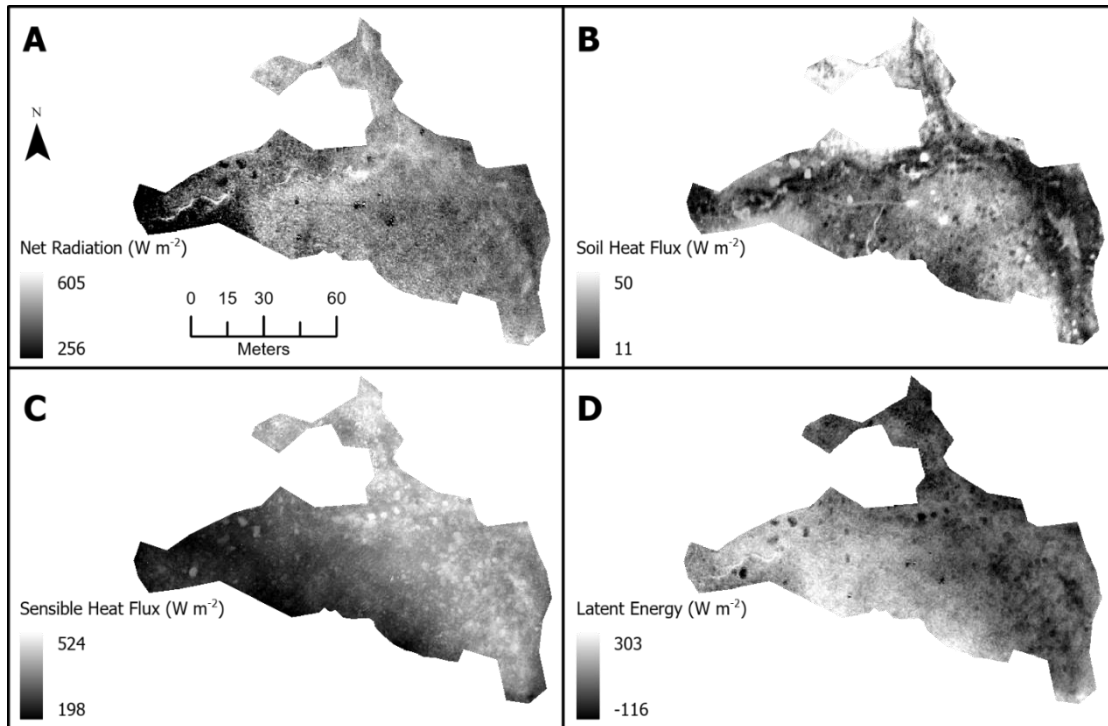 A
N
Net Radiation (W m⁻²)
605
256
0 15 30 60
Meters
B
Soil Heat Flux (W m⁻²)
50
11
C
Sensible Heat Flux (W m⁻²)
524
198
D
Latent Energy (W m⁻²)
303
-116